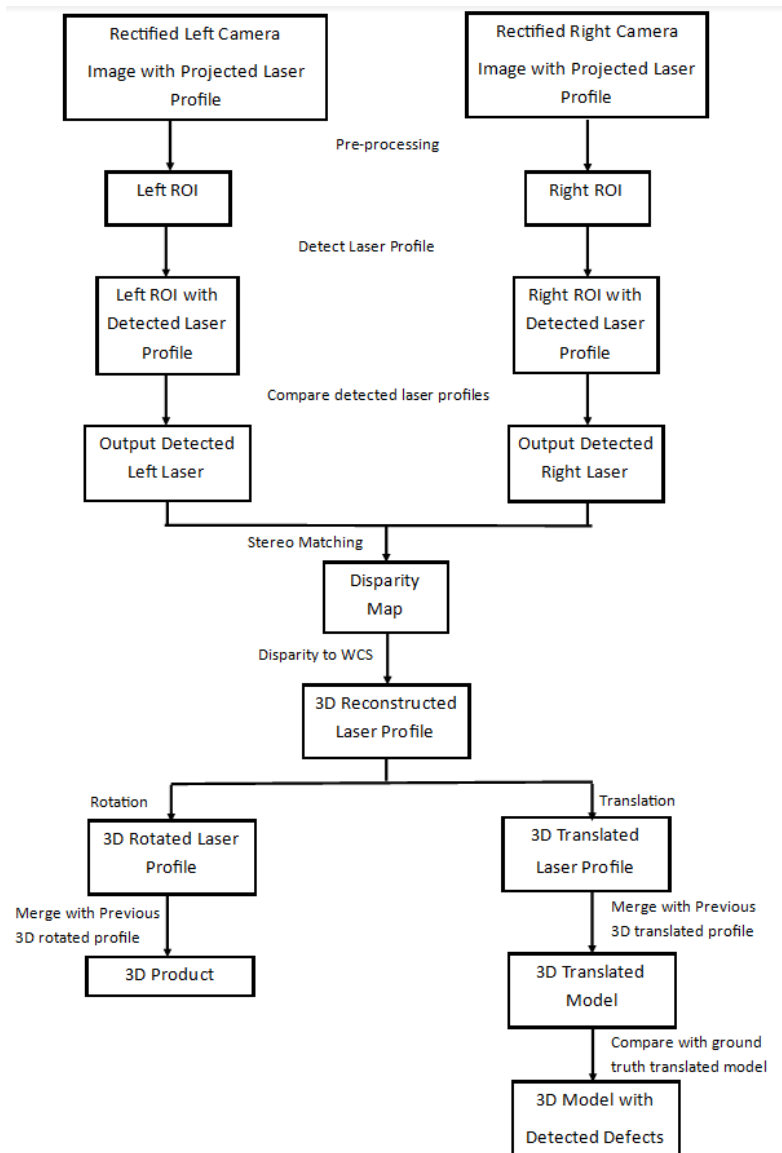 Rectified Left Camera
Image with Projected Laser
Profile
Rectified Right Camera
Image with Projected Laser
Profile
Pre-processing
Left ROI
Right ROI
Detect Laser Profile
Left ROI with
Detected Laser
Profile
Right ROI with
Detected Laser
Profile
Compare detected laser profiles
Output Detected
Left Laser
Output Detected
Right Laser
Stereo Matching
Disparity
Map
Disparity to WCS
3D Reconstructed
Laser Profile
Rotation
Translation
3D Rotated Laser
Profile
3D Translated
Laser Profile
Merge with Previous
3D rotated profile
Merge with Previous
3D translated profile
3D Product
3D Translated
Model
Compare with ground
truth translated model
3D Model with
Detected Defects